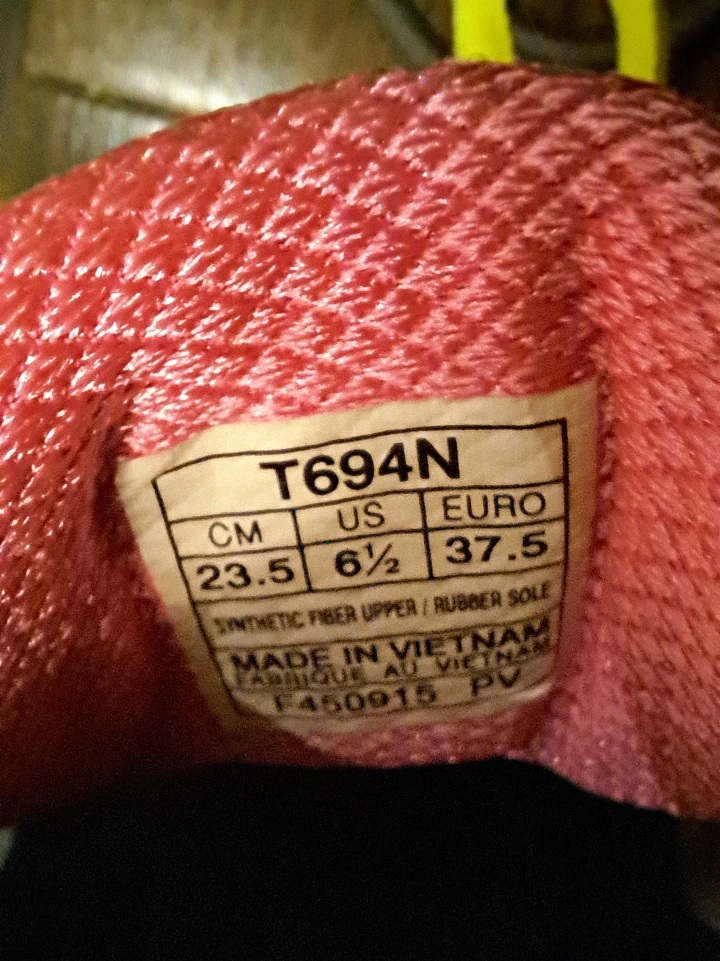 T694N
CM US EURO
23.5 6½ 37.5
SYNTHETIC FIBER UPPER / RUBBER SOLE
MADE IN VIETNAM
FABRIQUE AU VIETNAM
F450915 PV